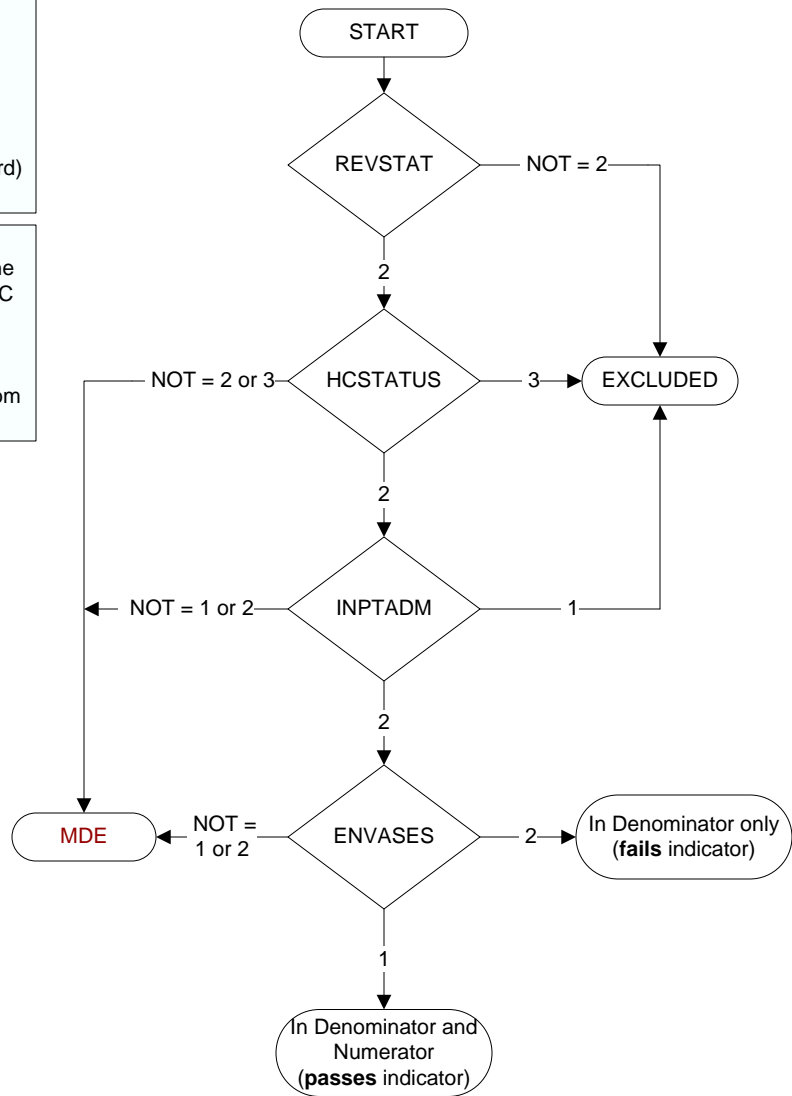 START
rd)
REVSTAT
NOT = 2
ne
C
2
om
NOT = 2 or 3
HCSTATUS
3
EXCLUDED
2
NOT = 1 or 2
INPTADM
1
2
MDE
NOT =
1 or 2
ENVASES
2
In Denominator only
(fails indicator)
1
In Denominator and
Numerator
(passes indicator)